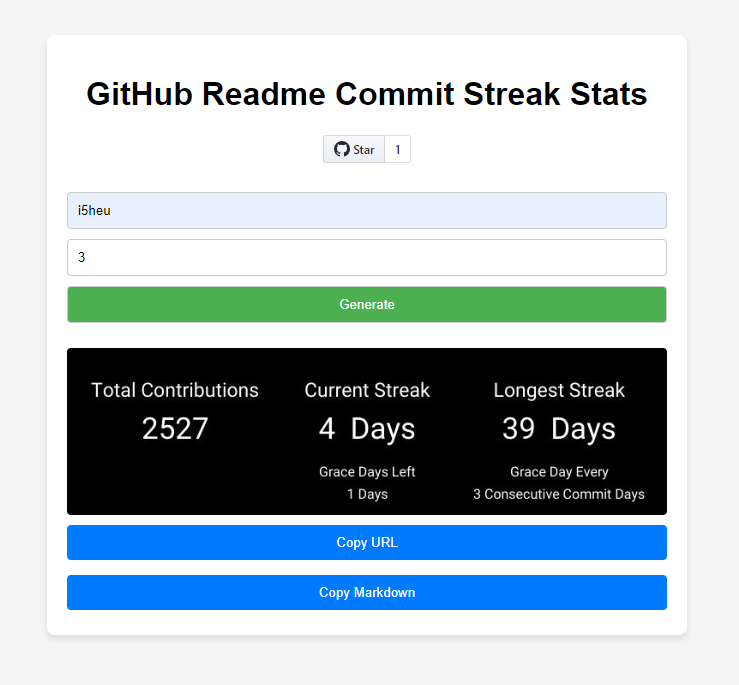 GitHub Readme Commit Streak Stats
Star 1
i5heu
3
Generate
Total Contributions Current Streak Longest Streak
2527 4 Days 39 Days
Grace Days Left Grace Day Every
1 Days 3 Consecutive Commit Days
Copy URL
Copy Markdown